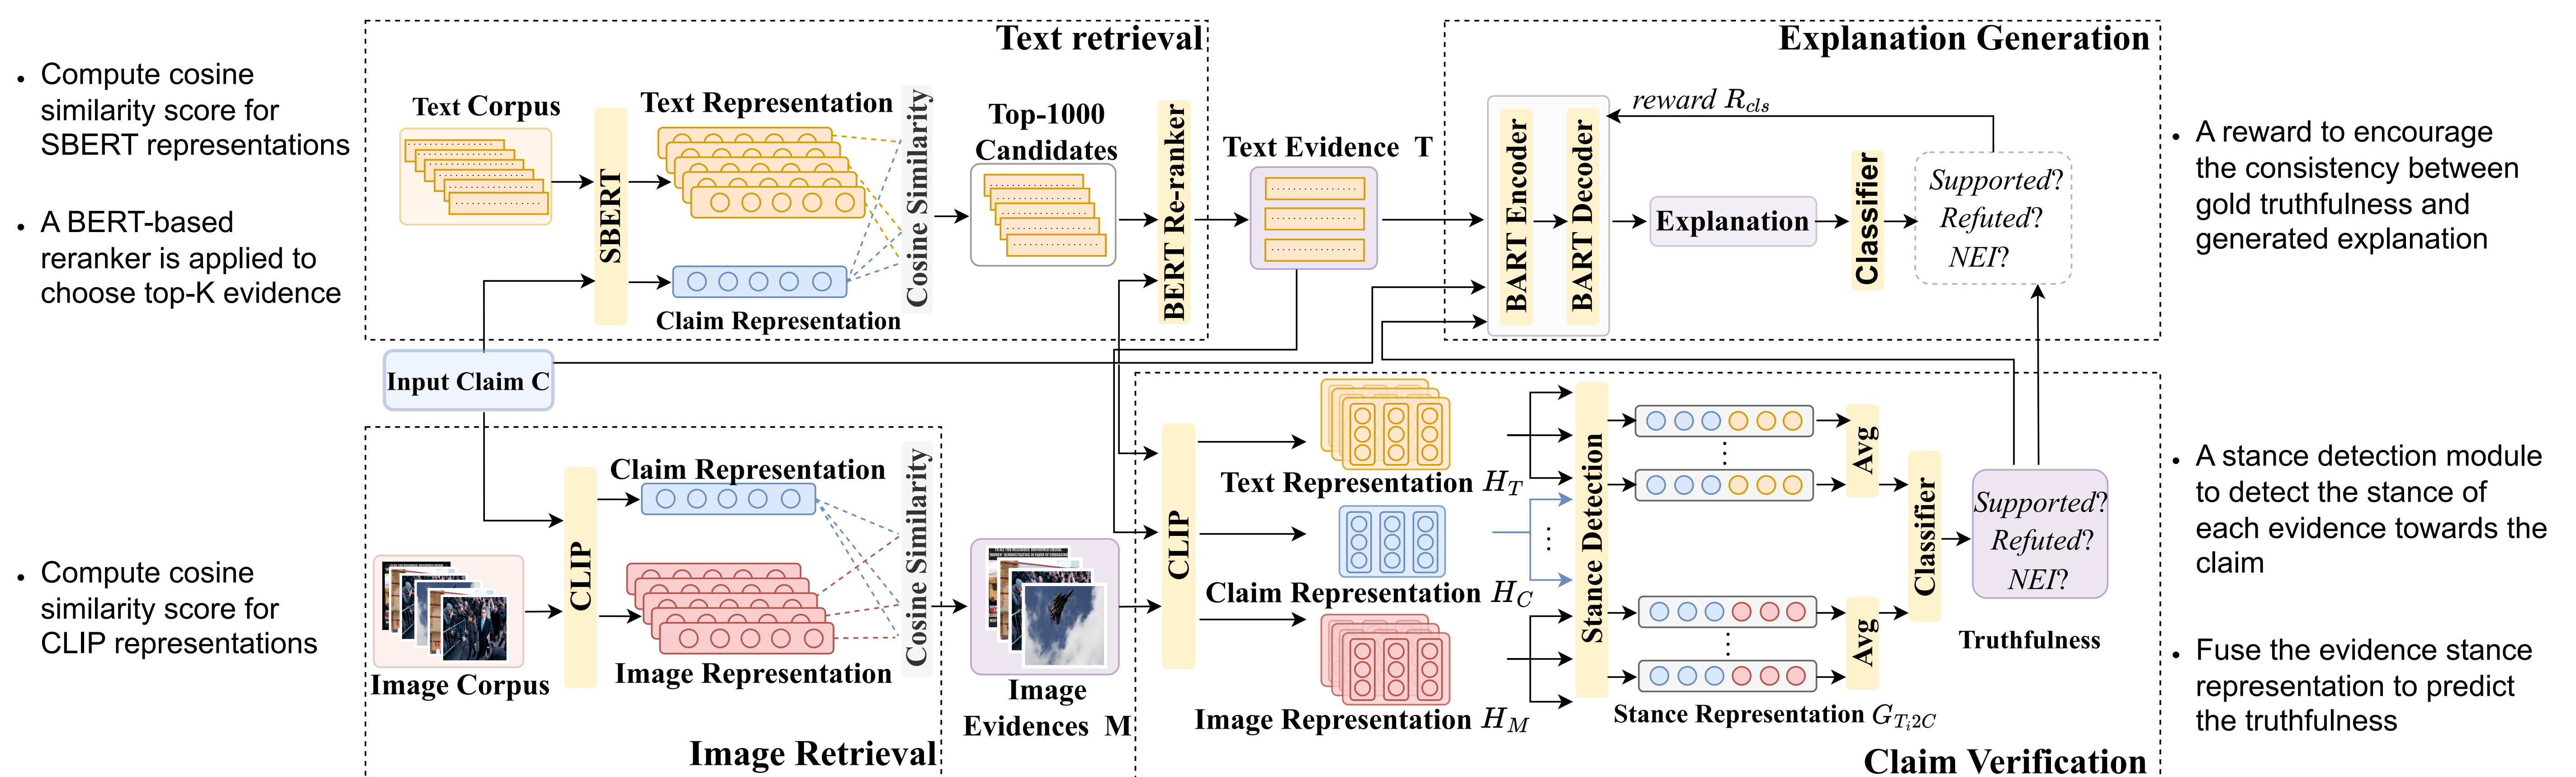 • Compute cosine
similarity score for
SBERT representations
• A BERT-based
reranker is applied to
choose top-K evidence
• Compute cosine
similarity score for
CLIP representations
Text retrieval
Text Corpus
SBERT
Text Representation
Claim Representation
Cosine Similarity
Top-1000
Candidates
BERT Re-ranker
Text Evidence T
Input Claim C
Explanation Generation
reward R_cls
BART Encoder
BART Decoder
Explanation
Classifier
Supported?
Refuted?
NEI?
Image Corpus
CLIP
Claim Representation
Image Representation
Cosine Similarity
Image Retrieval
Image
Evidences M
CLIP
Text Representation H_T
Claim Representation H_C
Image Representation H_M
Stance Detection
Avg
Avg
Stance Representation G_{T_i2C}
Classifier
Supported?
Refuted?
NEI?
Truthfulness
Claim Verification
• A reward to encourage
the consistency between
gold truthfulness and
generated explanation
• A stance detection module
to detect the stance of
each evidence towards the
claim
• Fuse the evidence stance
representation to predict
the truthfulness